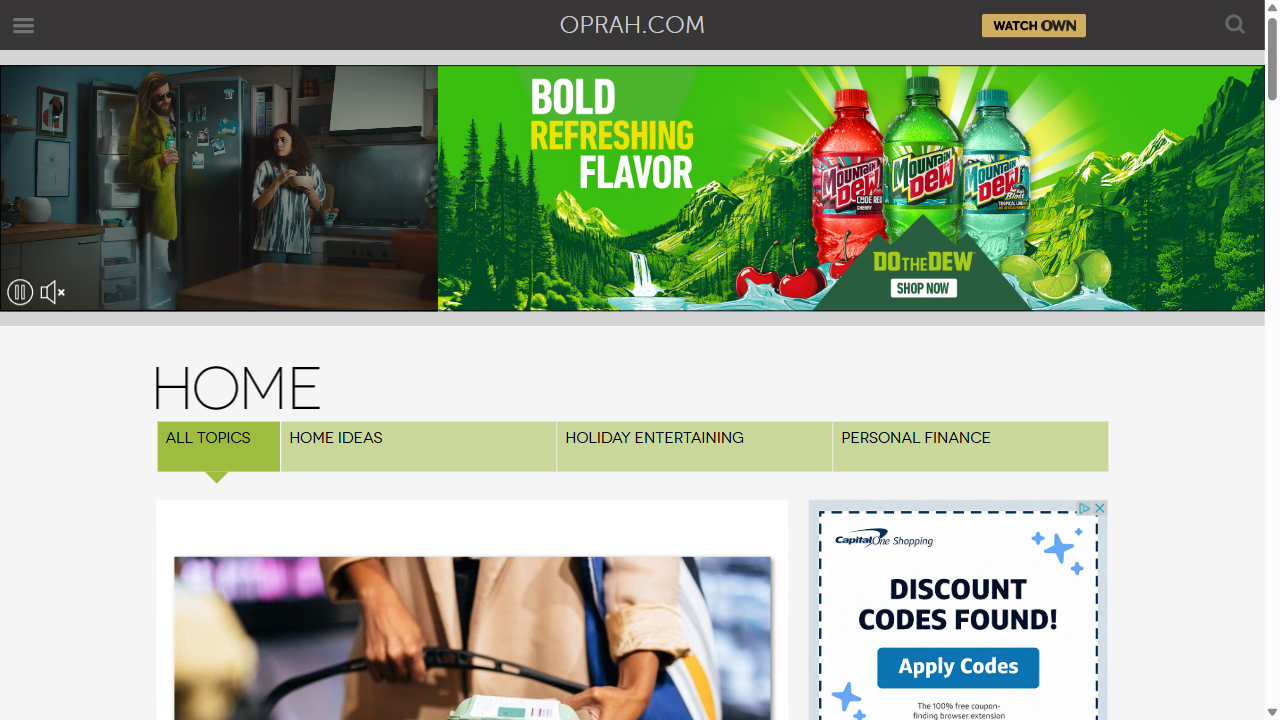 OPRAH.COM
WATCH OWN
BOLD
REFRESHING
FLAVOR
MOUNTAIN
DEW
CODE RED
CHERRY
MOUNTAIN
DEW
MOUNTAIN
DEW
DO THE DEW
SHOP NOW
HOME
ALL TOPICS
HOME IDEAS
HOLIDAY ENTERTAINING
PERSONAL FINANCE
Capital One Shopping
DISCOUNT
CODES FOUND!
Apply Codes
The 100% free coupon-
finding browser extension